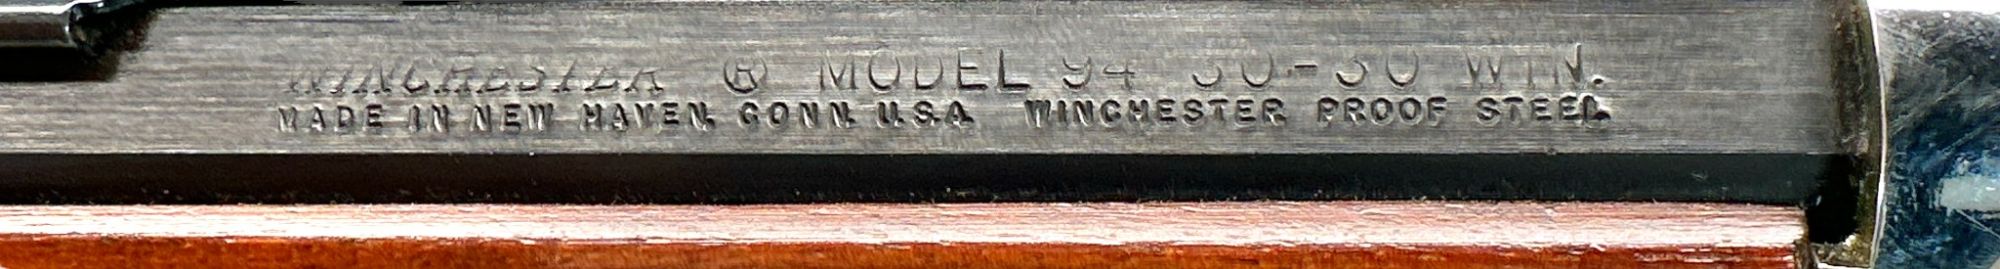 WINCHESTER ® MODEL 94 30-30 WIN.
MADE IN NEW HAVEN, CONN. U.S.A. WINCHESTER PROOF STEEL